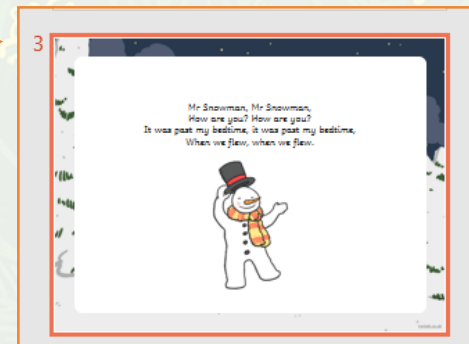 3
Mr Snowman, Mr Snowman,
How are you? How are you?
It was past my bedtime, it was past my bedtime,
When we flew, when we flew.